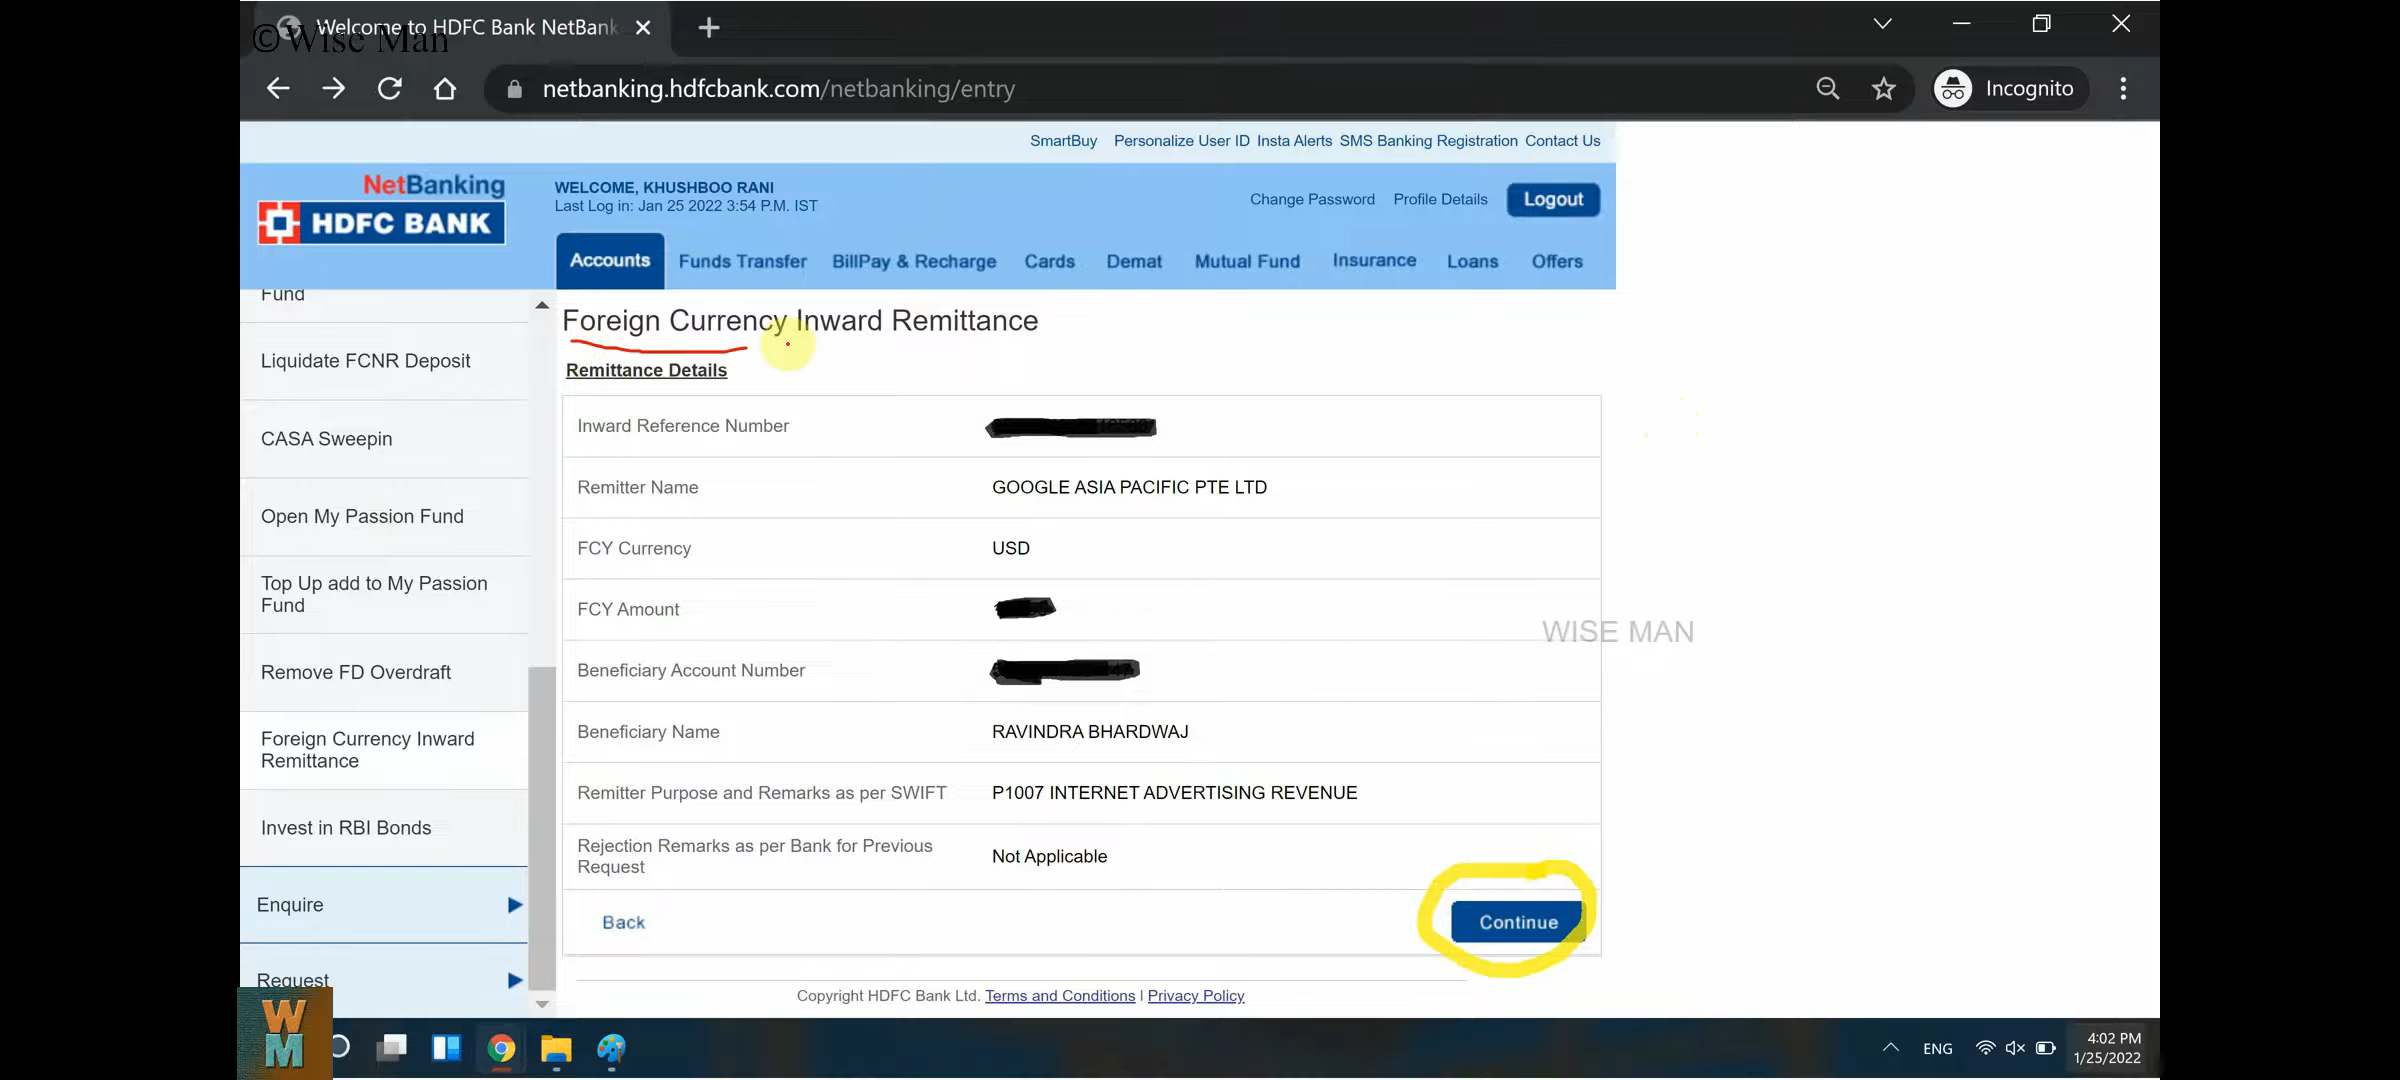 Welcome to HDFC Bank NetBank
©Wise Man
netbanking.hdfcbank.com/netbanking/entry
Incognito
SmartBuy Personalize User ID Insta Alerts SMS Banking Registration Contact Us
NetBanking
HDFC BANK
WELCOME, KHUSHBOO RANI
Last Log in: Jan 25 2022 3:54 P.M. IST
Change Password Profile Details Logout
Accounts Funds Transfer BillPay & Recharge Cards Demat Mutual Fund Insurance Loans Offers
Fund
Liquidate FCNR Deposit
CASA Sweepin
Open My Passion Fund
Top Up add to My Passion
Fund
Remove FD Overdraft
Foreign Currency Inward
Remittance
Invest in RBI Bonds
Enquire
Request
Foreign Currency Inward Remittance
Remittance Details
Inward Reference Number
Remitter Name GOOGLE ASIA PACIFIC PTE LTD
FCY Currency USD
FCY Amount
Beneficiary Account Number
Beneficiary Name RAVINDRA BHARDWAJ
Remitter Purpose and Remarks as per SWIFT P1007 INTERNET ADVERTISING REVENUE
Rejection Remarks as per Bank for Previous
Request
Not Applicable
Back Continue
WISE MAN
Copyright HDFC Bank Ltd. Terms and Conditions | Privacy Policy
WM
ENG
4:02 PM
1/25/2022